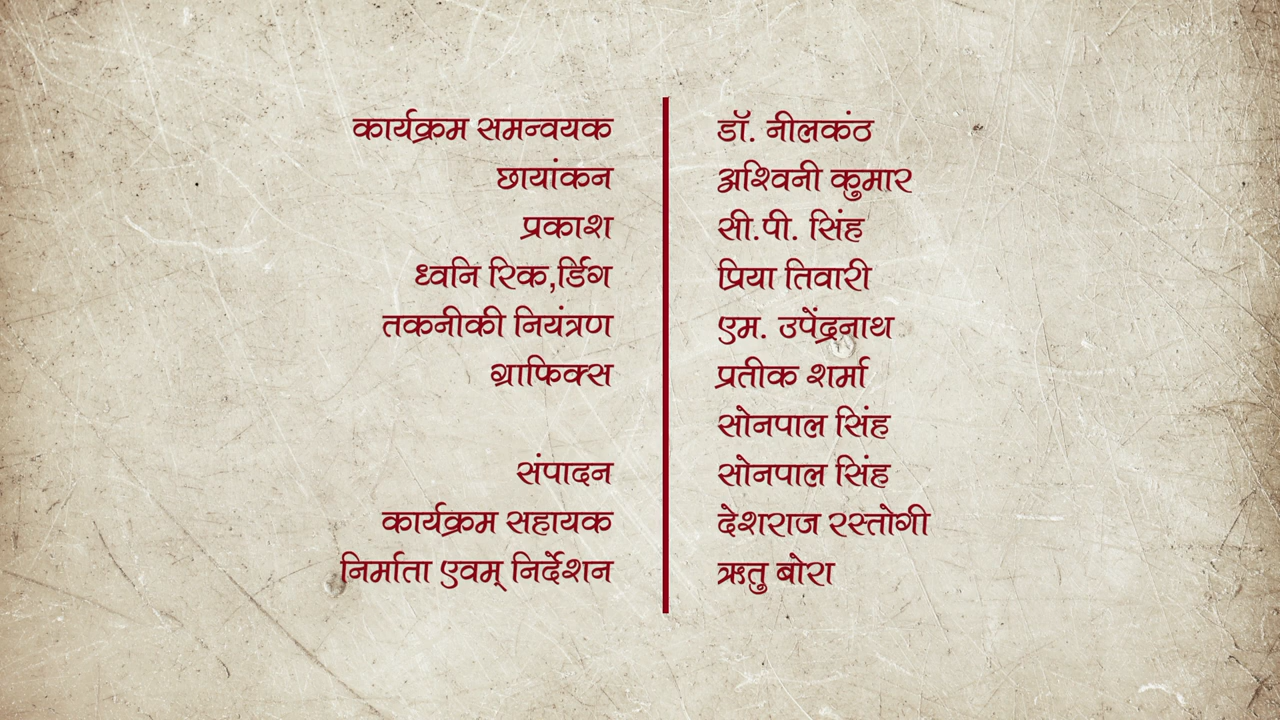 कार्यक्रम समन्वयक डॉ. नीलकंठ
छायांकन अश्विनी कुमार
प्रकाश सी.पी. सिंह
ध्वनि रिक,र्डिंग प्रिया तिवारी
तकनीकी नियंत्रण एम. उपेंद्रनाथ
ग्राफिक्स प्रतीक शर्मा
सोनपाल सिंह
संपादन सोनपाल सिंह
कार्यक्रम सहायक देशराज रस्तोगी
निर्माता एवम् निर्देशन ऋतु बोरा